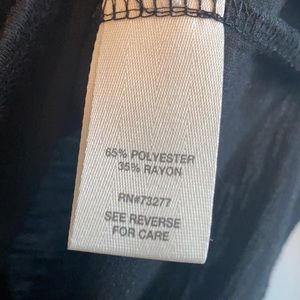 65% POLYESTER
35% RAYON
RN#73277
SEE REVERSE
FOR CARE